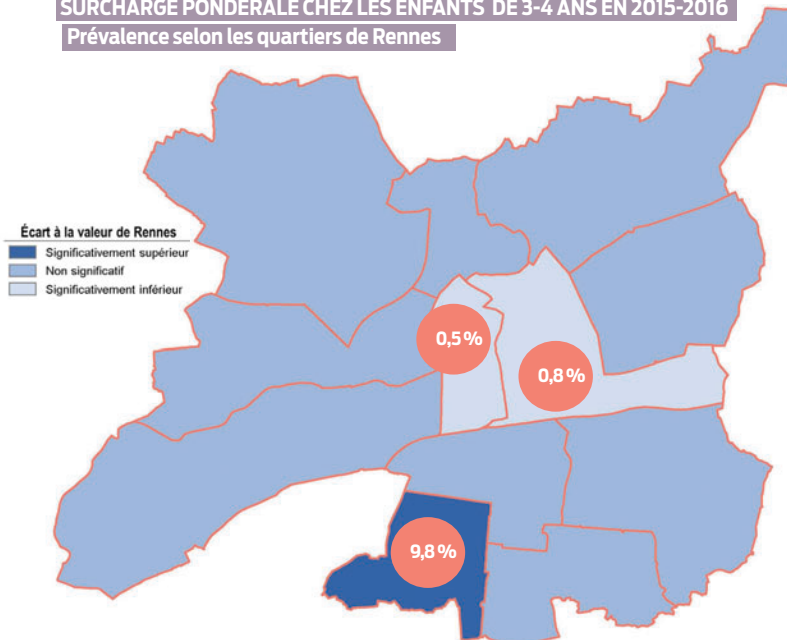 SURCHARGE PONDÉRALE CHEZ LES ENFANTS DE 3-4 ANS EN 2015-2016
Prévalence selon les quartiers de Rennes
Écart à la valeur de Rennes
Significativement supérieur
Non significatif
Significativement inférieur
0,5 %
0,8 %
9,8 %